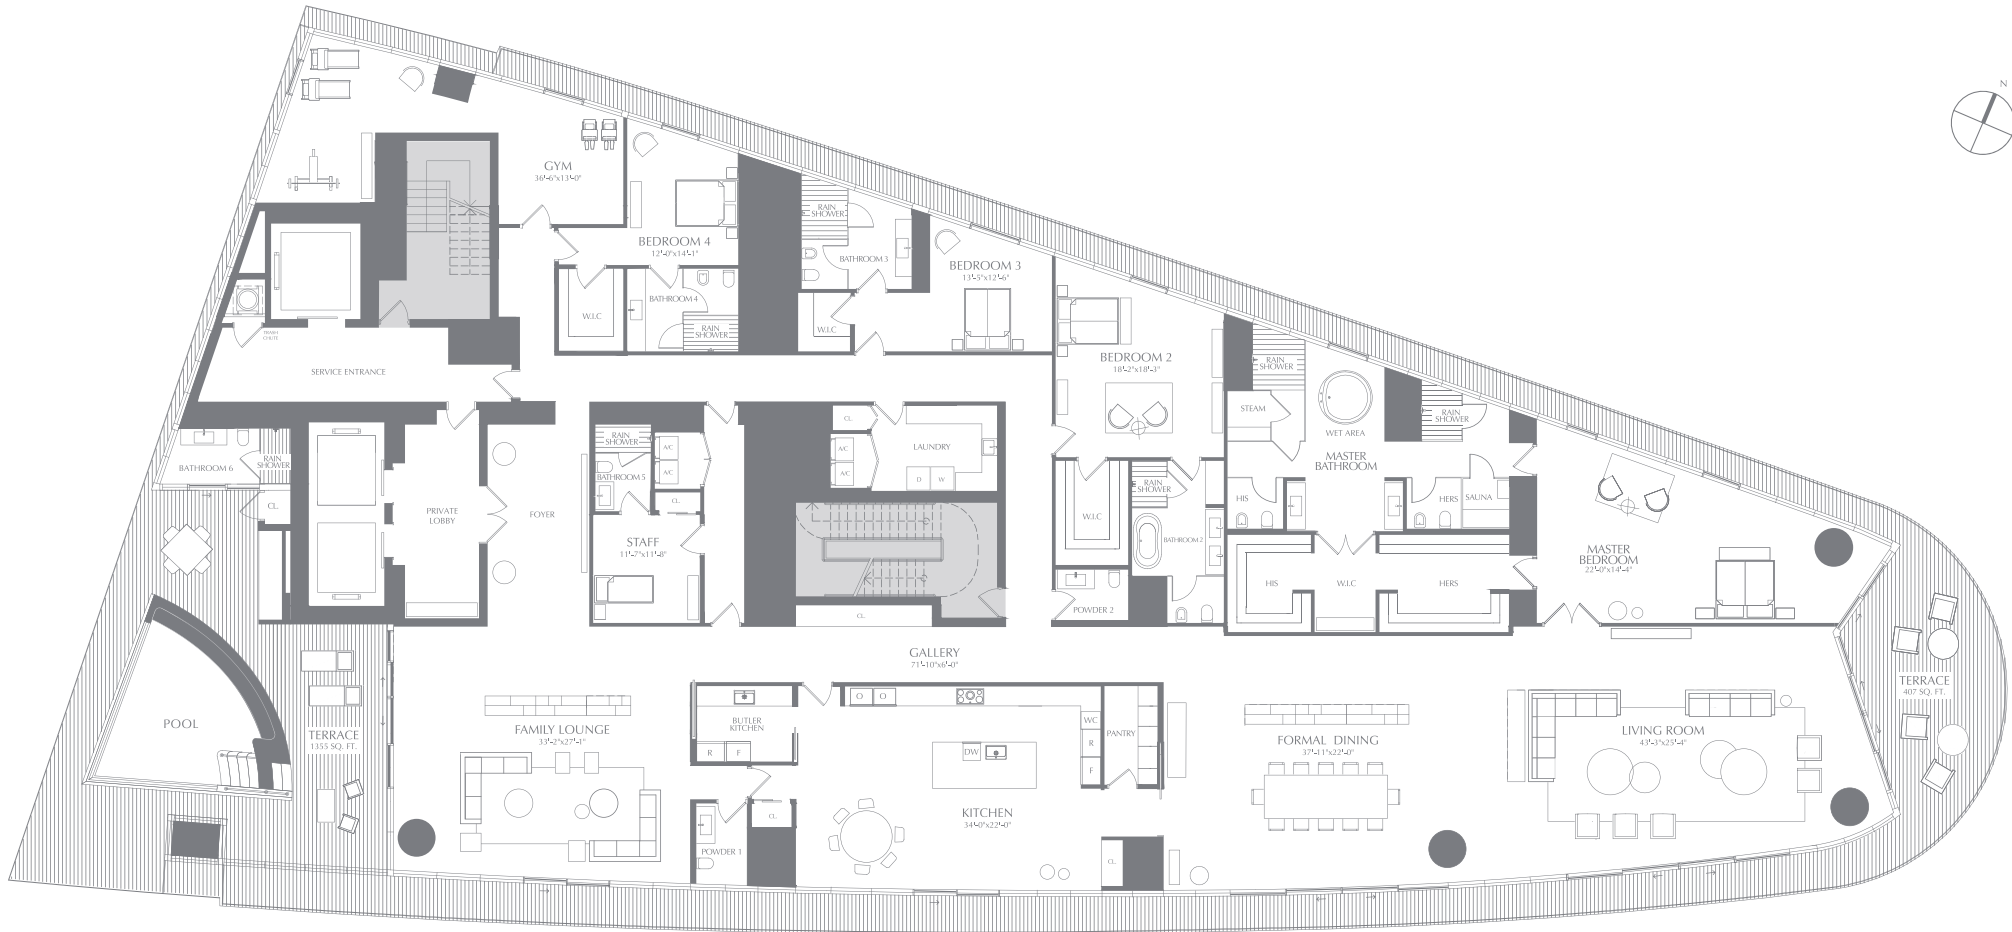 N
GYM
36'-6"x13'-0"
BEDROOM 4
12'-0"x14'-1"
RAIN
SHOWER
BATHROOM 3
BEDROOM 3
13'-5"x12'-6"
W.I.C
BATHROOM 4
RAIN
SHOWER
W.I.C
TRASH
CHUTE
SERVICE ENTRANCE
BEDROOM 2
18'-2"x18'-3"
RAIN
SHOWER
STEAM
WET AREA
RAIN
SHOWER
MASTER
BATHROOM
HIS
HERS
SAUNA
BATHROOM 6
RAIN
SHOWER
CL.
PRIVATE
LOBBY
FOYER
RAIN
SHOWER
BATHROOM 5
A/C
A/C
CL.
STAFF
11'-7"x11'-8"
CL.
A/C
A/C
LAUNDRY
D
W
W.I.C
RAIN
SHOWER
BATHROOM 2
POWDER 2
CL.
HIS
W.I.C
HERS
MASTER
BEDROOM
22'-0"x14'-4"
GALLERY
71'-10"x6'-0"
POOL
TERRACE
1355 SQ. FT.
FAMILY LOUNGE
33'-2"x27'-1"
BUTLER
KITCHEN
R
F
O
O
WC
R
F
PANTRY
DW
KITCHEN
34'-0"x22'-0"
POWDER 1
CL.
CL.
FORMAL DINING
37'-11"x22'-0"
LIVING ROOM
43'-3"x25'-4"
TERRACE
407 SQ. FT.